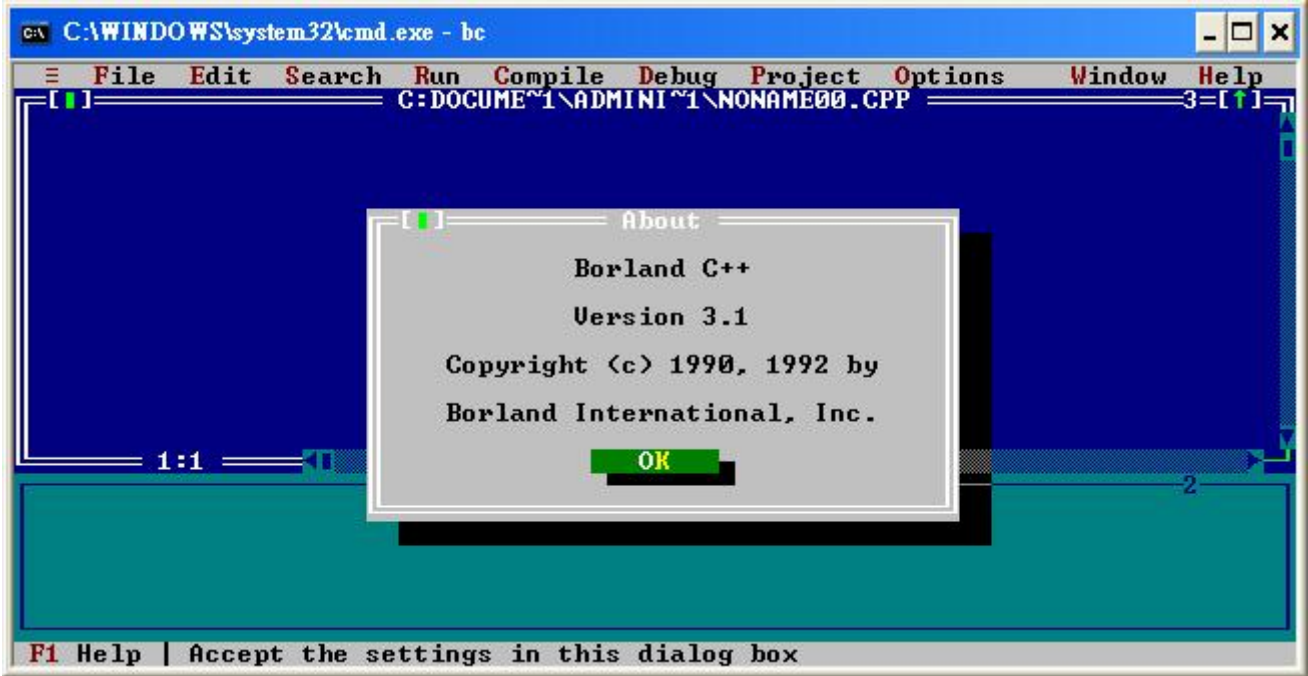 C:\WINDOWS\system32\cmd.exe - bc
≡ File Edit Search Run Compile Debug Project Options Window Help
[▮] C:DOCUME~1\ADMINI~1\NONAME00.CPP 3=[↑]
[▮] About
Borland C++
Version 3.1
Copyright (c) 1990, 1992 by
Borland International, Inc.
OK
1:1
2
F1 Help | Accept the settings in this dialog box